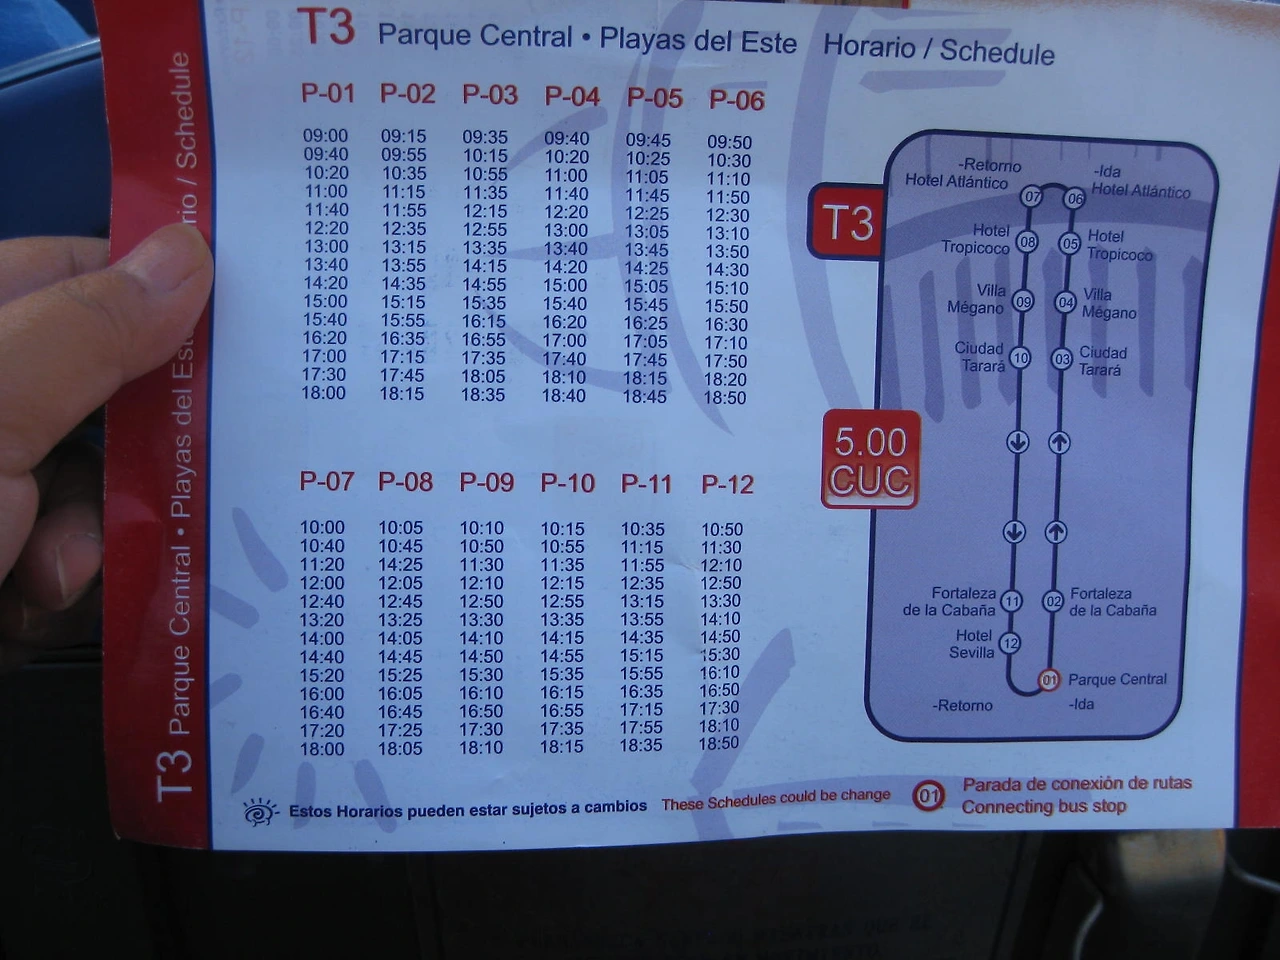 T3 Parque Central • Playas del Este Horario / Schedule
P-01 P-02 P-03 P-04 P-05 P-06
09:00 09:15 09:35 09:40 09:45 09:50
09:40 09:55 10:15 10:20 10:25 10:30
10:20 10:35 10:55 11:00 11:05 11:10
11:00 11:15 11:35 11:40 11:45 11:50
11:40 11:55 12:15 12:20 12:25 12:30
12:20 12:35 12:55 13:00 13:05 13:10
13:00 13:15 13:35 13:40 13:45 13:50
13:40 13:55 14:15 14:20 14:25 14:30
14:20 14:35 14:55 15:00 15:05 15:10
15:00 15:15 15:35 15:40 15:45 15:50
15:40 15:55 16:15 16:20 16:25 16:30
16:20 16:35 16:55 17:00 17:05 17:10
17:00 17:15 17:35 17:40 17:45 17:50
17:30 17:45 18:05 18:10 18:15 18:20
18:00 18:15 18:35 18:40 18:45 18:50
P-07 P-08 P-09 P-10 P-11 P-12
10:00 10:05 10:10 10:15 10:35 10:50
10:40 10:45 10:50 10:55 11:15 11:30
11:20 14:25 11:30 11:35 11:55 12:10
12:00 12:05 12:10 12:15 12:35 12:50
12:40 12:45 12:50 12:55 13:15 13:30
13:20 13:25 13:30 13:35 13:55 14:10
14:00 14:05 14:10 14:15 14:35 14:50
14:40 14:45 14:50 14:55 15:15 15:30
15:20 15:25 15:30 15:35 15:55 16:10
16:00 16:05 16:10 16:15 16:35 16:50
16:40 16:45 16:50 16:55 17:15 17:30
17:20 17:25 17:30 17:35 17:55 18:10
18:00 18:05 18:10 18:15 18:35 18:50
Estos Horarios pueden estar sujetos a cambios These Schedules could be change
01 Parada de conexión de rutas
Connecting bus stop
T3
5.00
CUC
-Retorno
Hotel Atlántico
07
-Ida
Hotel Atlántico
06
Hotel
Tropicoco
08
05
Hotel
Tropicoco
Villa
Mégano
09
04
Villa
Mégano
Ciudad
Tarará
10
03
Ciudad
Tarará
Fortaleza
de la Cabaña
11
02
Fortaleza
de la Cabaña
Hotel
Sevilla
12
01
Parque Central
-Retorno
-Ida
T3 Parque Central • Playas del Est rio / Schedule